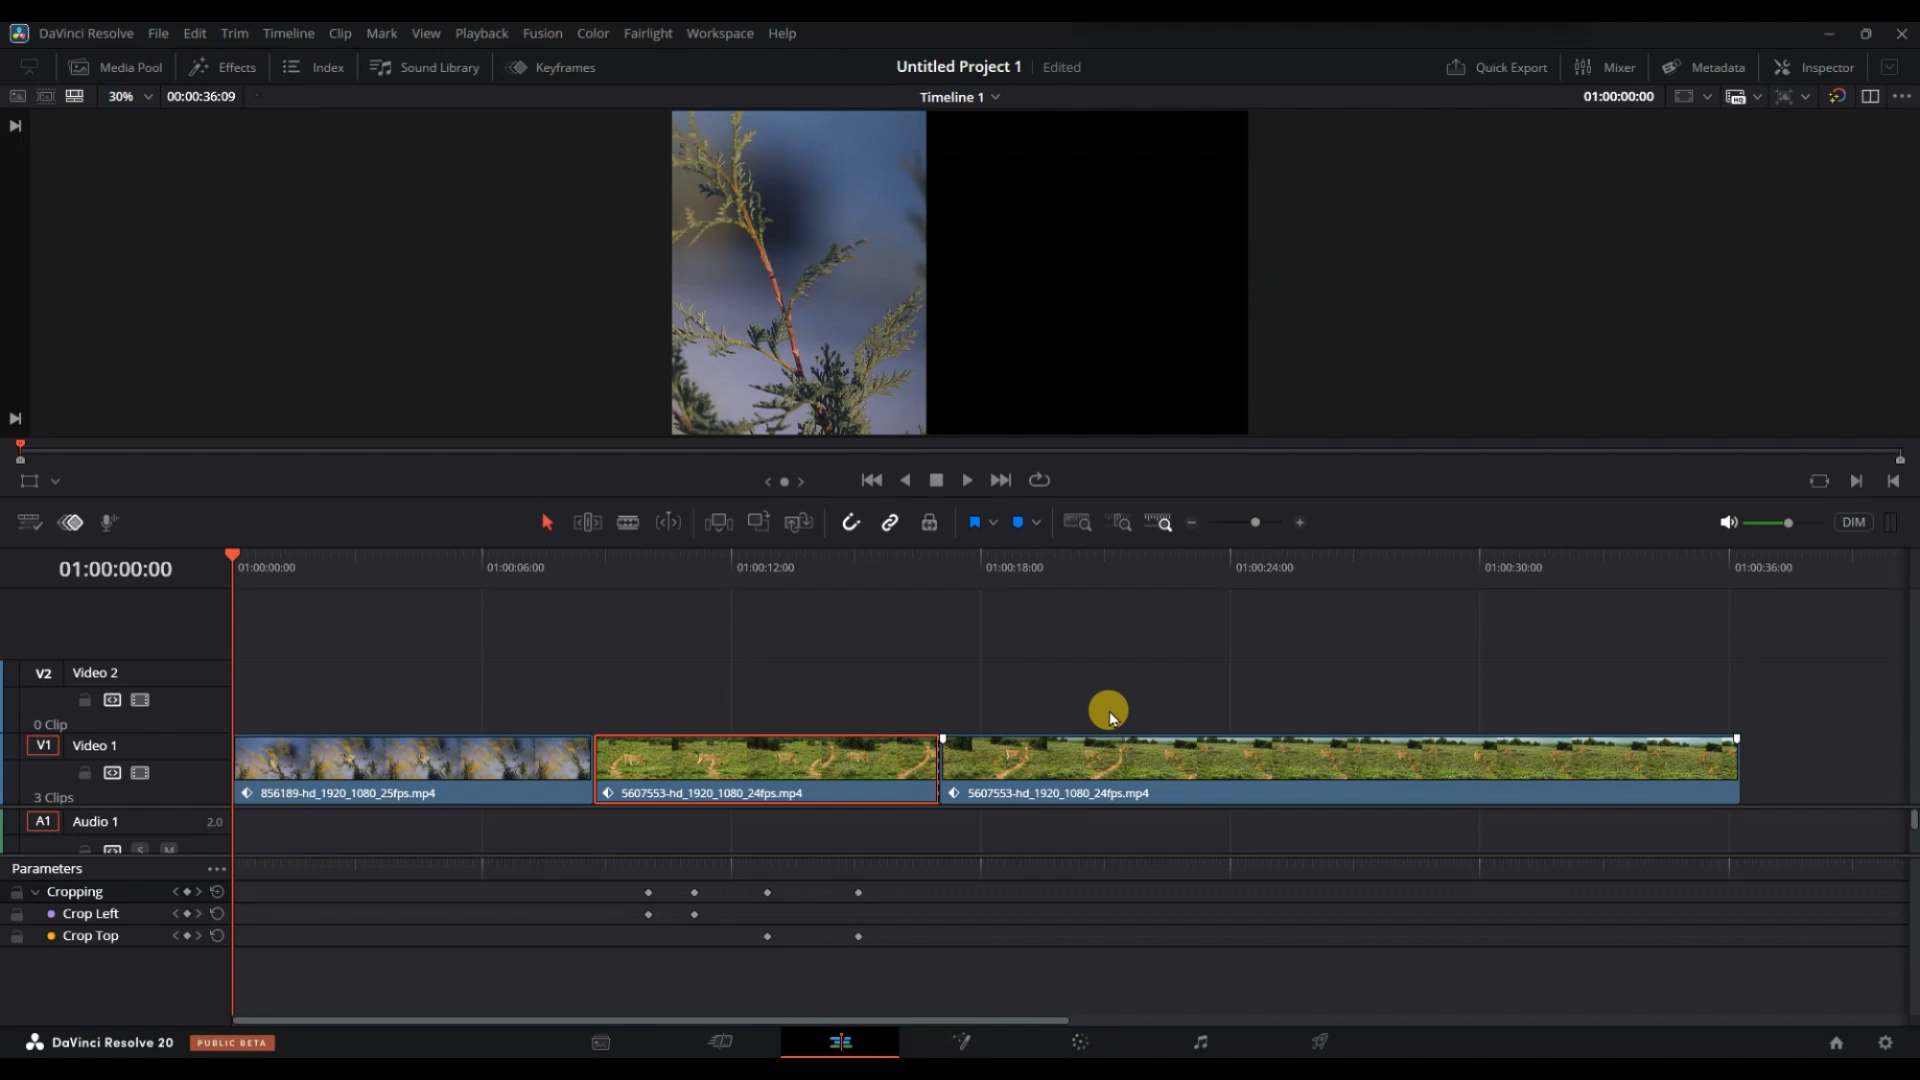 DaVinci Resolve File Edit Trim Timeline Clip Mark View Playback Fusion Color Fairlight Workspace Help
Media Pool Effects Index Sound Library Keyframes Untitled Project 1 Edited Quick Export Mixer Metadata Inspector
30% 00:00:36:09 Timeline 1 01:00:00:00 HQ
DIM
01:00:00:00 01:00:00:00 01:00:06:00 01:00:12:00 01:00:18:00 01:00:24:00 01:00:30:00 01:00:36:00
V2 Video 2
0 Clip
V1 Video 1
3 Clips 856189-hd_1920_1080_25fps.mp4 5607553-hd_1920_1080_24fps.mp4 5607553-hd_1920_1080_24fps.mp4
A1 Audio 1 2.0
S M
Parameters
Cropping
Crop Left
Crop Top
DaVinci Resolve 20 PUBLIC BETA